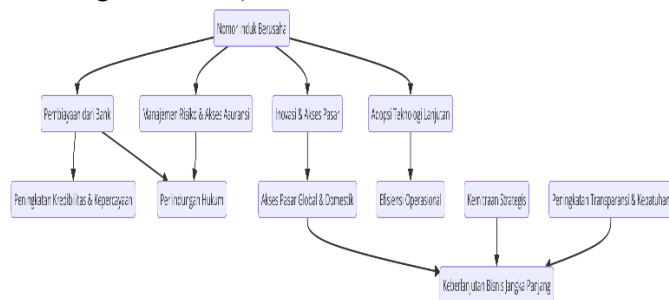 Nomor Induk Berusaha
Pembiayaan dari Bank
Manajemen Risiko & Akses Asuransi
Inovasi & Akses Pasar
Adopsi Teknologi Lanjutan
Peningkatan Kredibilitas & Kepercayaan
Perlindungan Hukum
Akses Pasar Global & Domestik
Efisiensi Operasional
Kemitraan Strategis
Peningkatan Transparansi & Kepatuhan
Keberlanjutan Bisnis Jangka Panjang